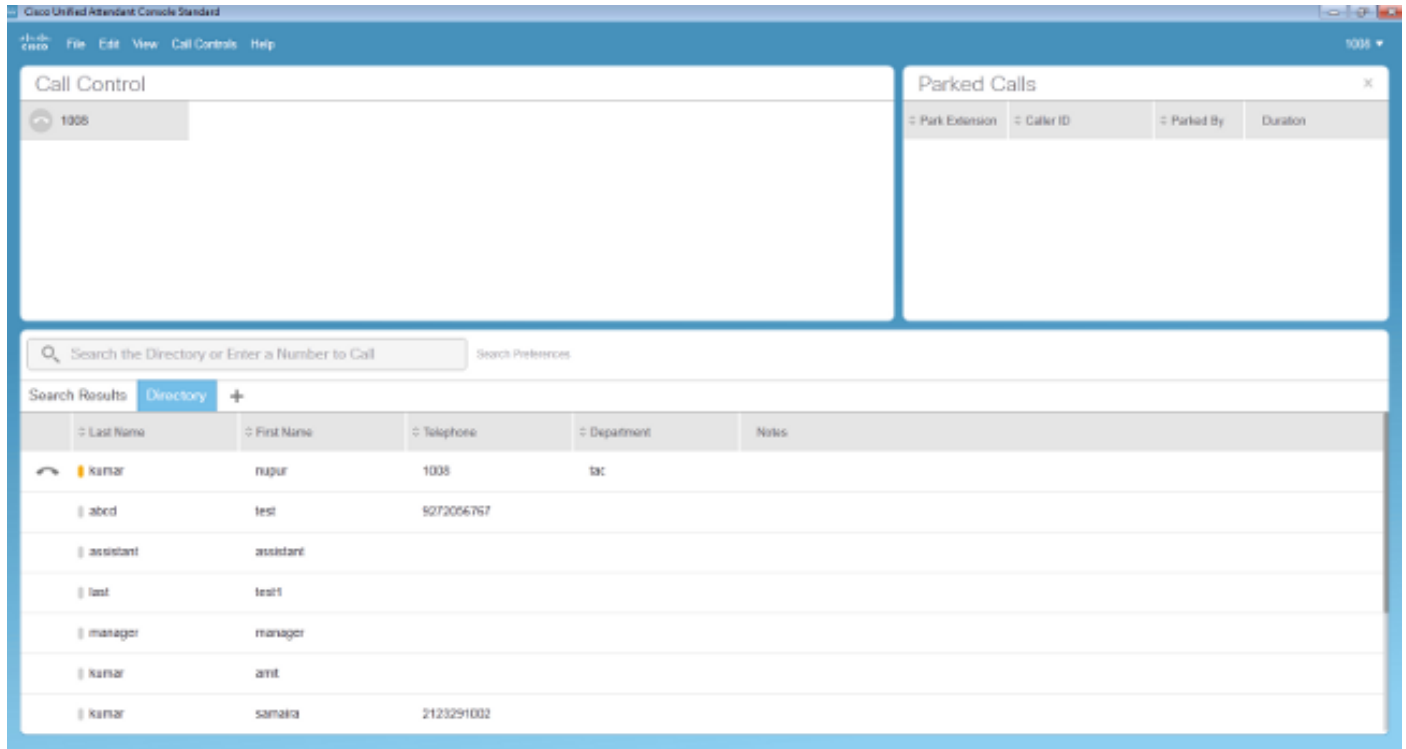 Cisco Unified Attendant Console Standard
cisco File Edit View Call Controls Help 1008
Call Control
Parked Calls
1008
Park Extension Caller ID Parked By Duration
Search the Directory or Enter a Number to Call Search Preferences
Search Results Directory +
Last Name First Name Telephone Department Notes
kumar nupur 1008 tac
abcd test 9272056767
assistant assistant
last test1
manager manager
kumar amit
kumar samaira 2123291002